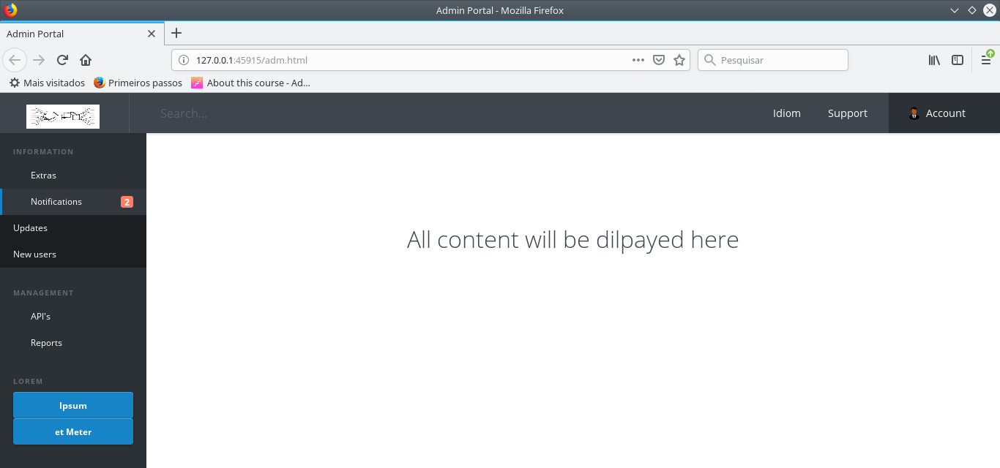 Admin Portal - Mozilla Firefox
Admin Portal
127.0.0.1:45915/adm.html
Pesquisar
Mais visitados
Primeiros passos
About this course - Ad...
Search...
Idiom
Support
Account
INFORMATION
Extras
Notifications 2
Updates
New users
MANAGEMENT
API's
Reports
LOREM
Ipsum
et Meter
All content will be dilpayed here